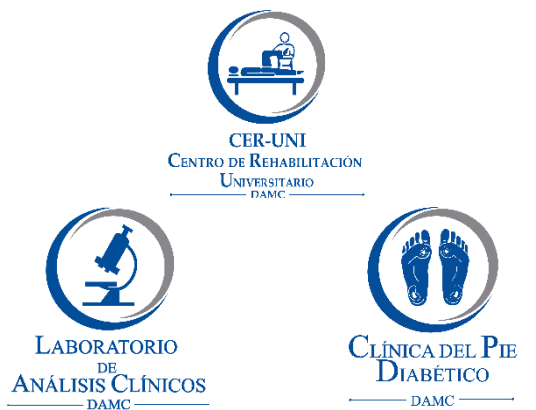 CER-UNI
CENTRO DE REHABILITACIÓN
UNIVERSITARIO
DAMC
LABORATORIO
DE
ANÁLISIS CLÍNICOS
DAMC
CLÍNICA DEL PIE
DIABÉTICO
DAMC